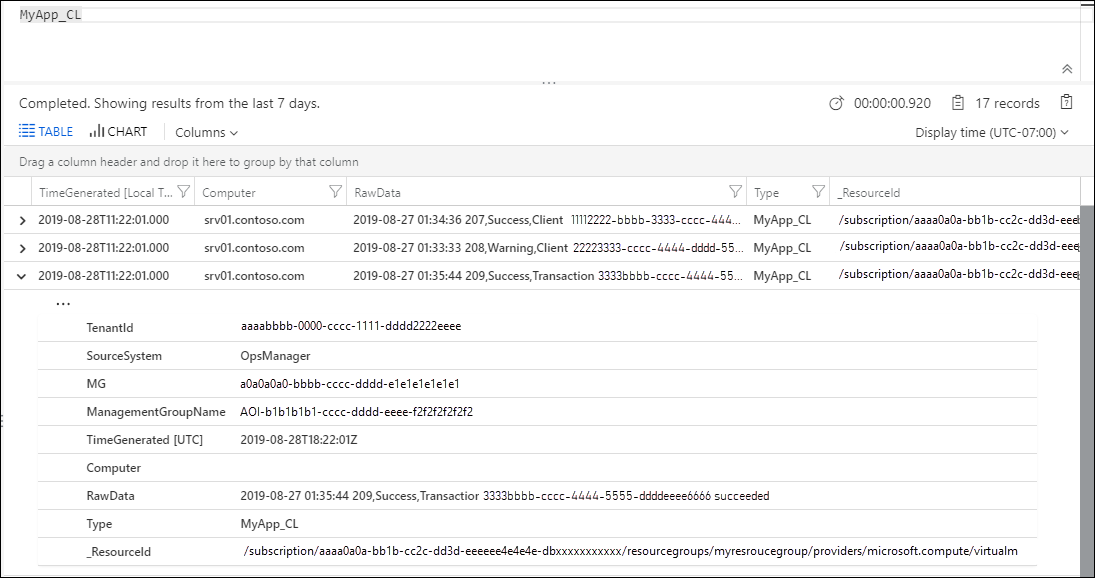 MyApp_CL
...
Completed. Showing results from the last 7 days. 00:00:00.920 17 records
TABLE CHART Columns Display time (UTC-07:00)
Drag a column header and drop it here to group by that column
TimeGenerated [Local T... Computer RawData Type _ResourceId
2019-08-28T11:22:01.000 srv01.contoso.com 2019-08-27 01:34:36 207,Success,Client 11112222-bbbb-3333-cccc-444... MyApp_CL /subscription/aaaa0a0a-bb1b-cc2c-dd3d-eee
2019-08-28T11:22:01.000 srv01.contoso.com 2019-08-27 01:33:33 208,Warning,Client 22223333-cccc-4444-dddd-55... MyApp_CL /subscription/aaaa0a0a-bb1b-cc2c-dd3d-eee
2019-08-28T11:22:01.000 srv01.contoso.com 2019-08-27 01:35:44 209,Success,Transaction 3333bbbb-cccc-4444-55... MyApp_CL /subscription/aaaa0a0a-bb1b-cc2c-dd3d-eee
...
TenantId aaaabbbb-0000-cccc-1111-dddd2222eeee
SourceSystem OpsManager
MG a0a0a0a0-bbbb-cccc-dddd-e1e1e1e1e1e1
ManagementGroupName AOI-b1b1b1b1-cccc-dddd-eeee-f2f2f2f2f2f2
TimeGenerated [UTC] 2019-08-28T18:22:01Z
Computer
RawData 2019-08-27 01:35:44 209,Success,Transactior 3333bbbb-cccc-4444-5555-ddddeeee6666 succeeded
Type MyApp_CL
_ResourceId /subscription/aaaa0a0a-bb1b-cc2c-dd3d-eeeeee4e4e4e-dbxxxxxxxxxxx/resourcegroups/myresroucegroup/providers/microsoft.compute/virtualm